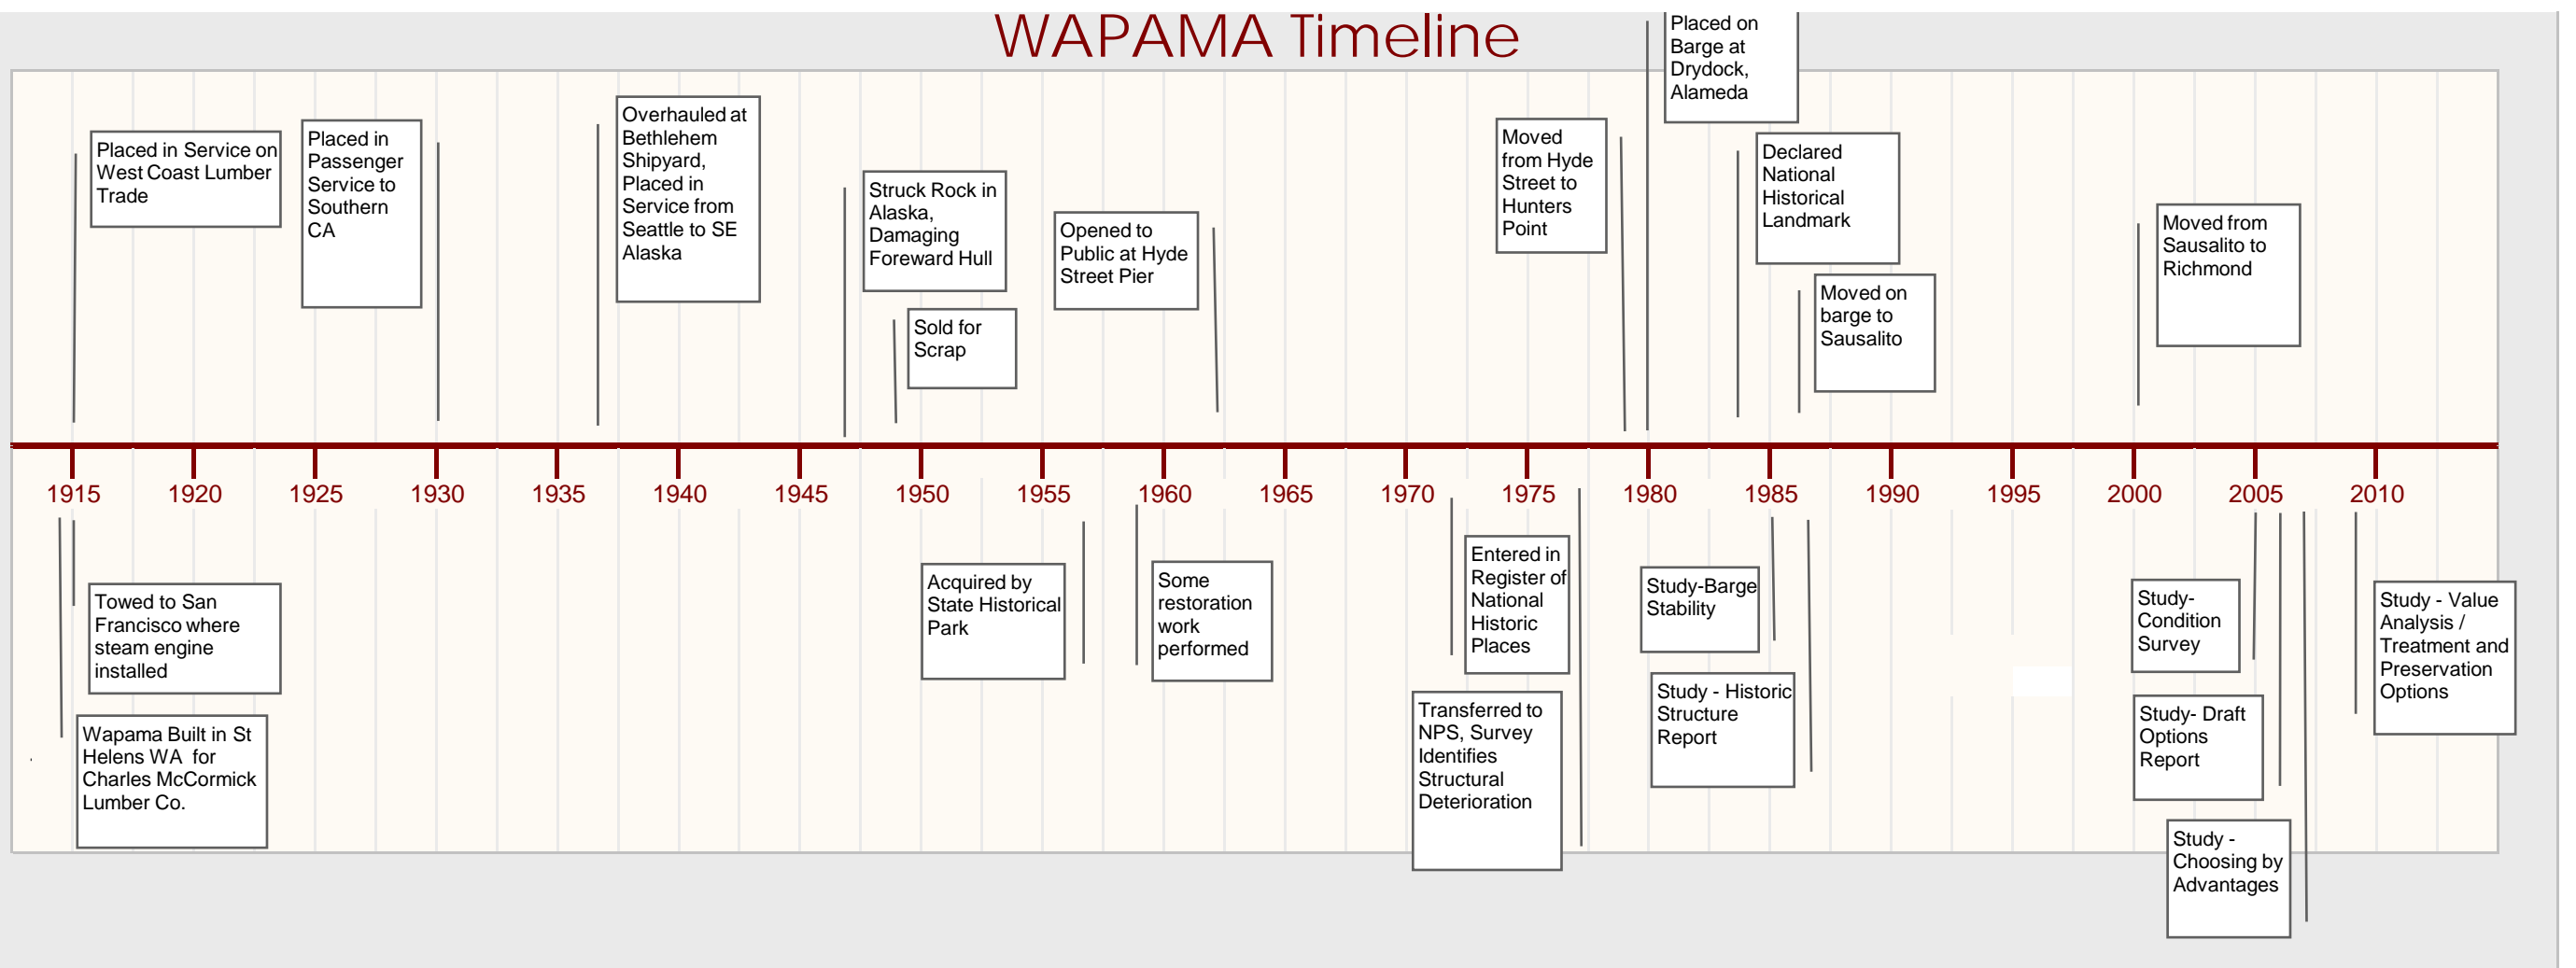 WAPAMA Timeline
Placed on
Barge at
Drydock,
Alameda
Placed in Service on
West Coast Lumber
Trade
Placed in
Passenger
Service to
Southern
CA
Overhauled at
Bethlehem
Shipyard,
Placed in
Service from
Seattle to SE
Alaska
Struck Rock in
Alaska,
Damaging
Foreward Hull
Sold for
Scrap
Opened to
Public at Hyde
Street Pier
Moved
from Hyde
Street to
Hunters
Point
Declared
National
Historical
Landmark
Moved on
barge to
Sausalito
Moved from
Sausalito to
Richmond
1915 1920 1925 1930 1935 1940 1945 1950 1955 1960 1965 1970 1975 1980 1985 1990 1995 2000 2005 2010
Towed to San
Francisco where
steam engine
installed
Wapama Built in St
Helens WA for
Charles McCormick
Lumber Co.
Acquired by
State Historical
Park
Some
restoration
work
performed
Entered in
Register of
National
Historic
Places
Transferred to
NPS, Survey
Identifies
Structural
Deterioration
Study-Barge
Stability
Study - Historic
Structure
Report
Study-
Condition
Survey
Study- Draft
Options
Report
Study -
Choosing by
Advantages
Study - Value
Analysis /
Treatment and
Preservation
Options